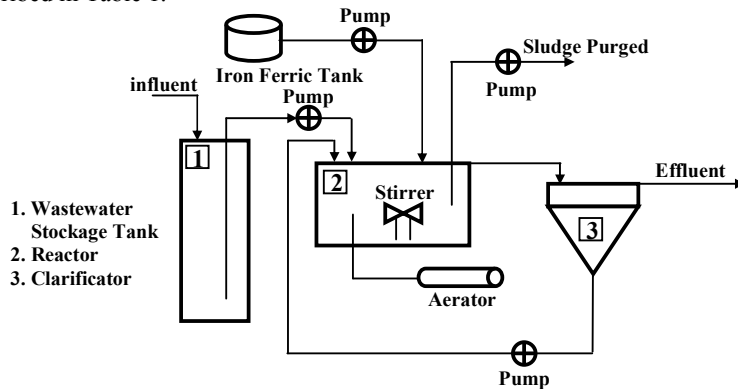 ribed in Table 1.
Pump
Iron Ferric Tank
Sludge Purged
Pump
influent
Pump
1
2
Stirrer
Effluent
3
1. Wastewater
Stockage Tank
2. Reactor
3. Clarificator
Aerator
Pump